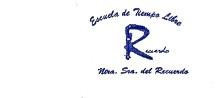 Escuela de Tiempo Libre
Recuerdo
Ntra. Sra. del Recuerdo